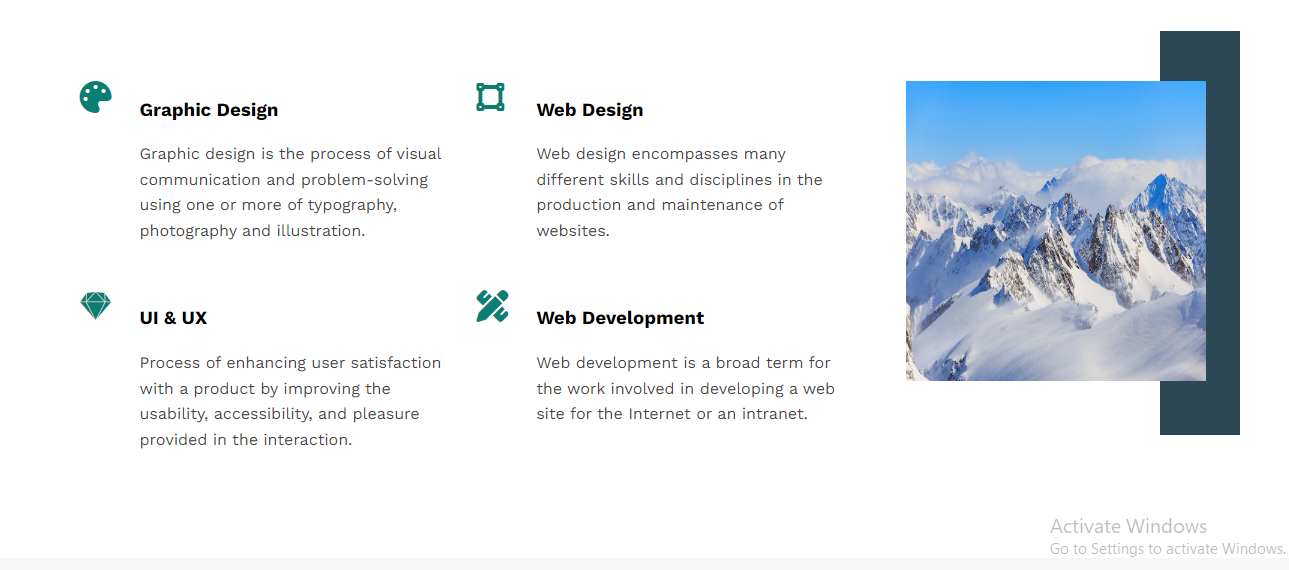 Graphic Design
Graphic design is the process of visual
communication and problem-solving
using one or more of typography,
photography and illustration.
Web Design
Web design encompasses many
different skills and disciplines in the
production and maintenance of
websites.
UI & UX
Process of enhancing user satisfaction
with a product by improving the
usability, accessibility, and pleasure
provided in the interaction.
Web Development
Web development is a broad term for
the work involved in developing a web
site for the Internet or an intranet.
Activate Windows
Go to Settings to activate Windows.